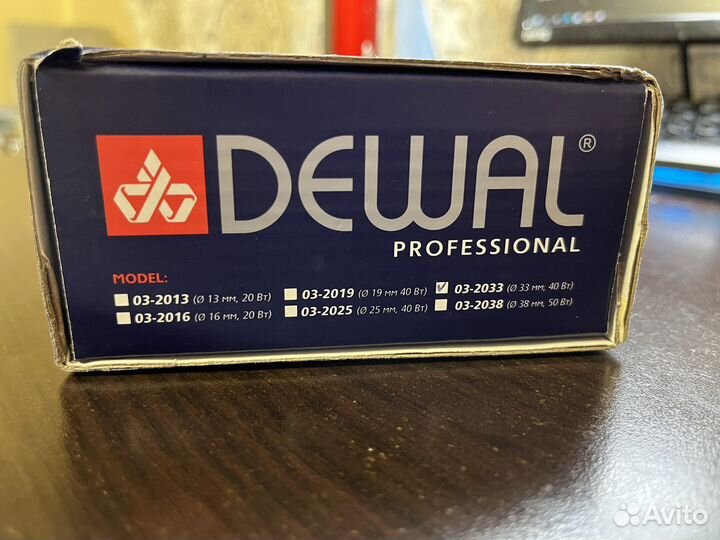 DEWAL®
PROFESSIONAL
MODEL:
03-2013 (Ø 13 мм, 20 Вт) 03-2019 (Ø 19 мм 40 Вт) 03-2033 (Ø 33 мм, 40 Вт)
03-2016 (Ø 16 мм, 20 Вт) 03-2025 (Ø 25 мм, 40 Вт) 03-2038 (Ø 38 мм, 50 Вт)
Avito